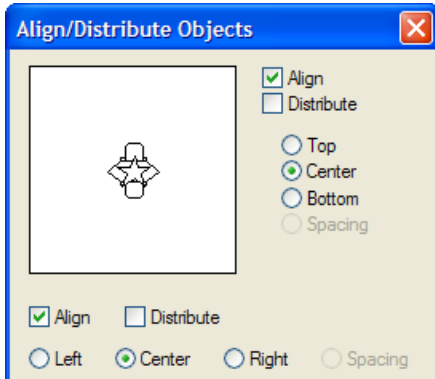 Align/Distribute Objects
Align
Distribute
Top
Center
Bottom
Spacing
Align Distribute
Left Center Right Spacing